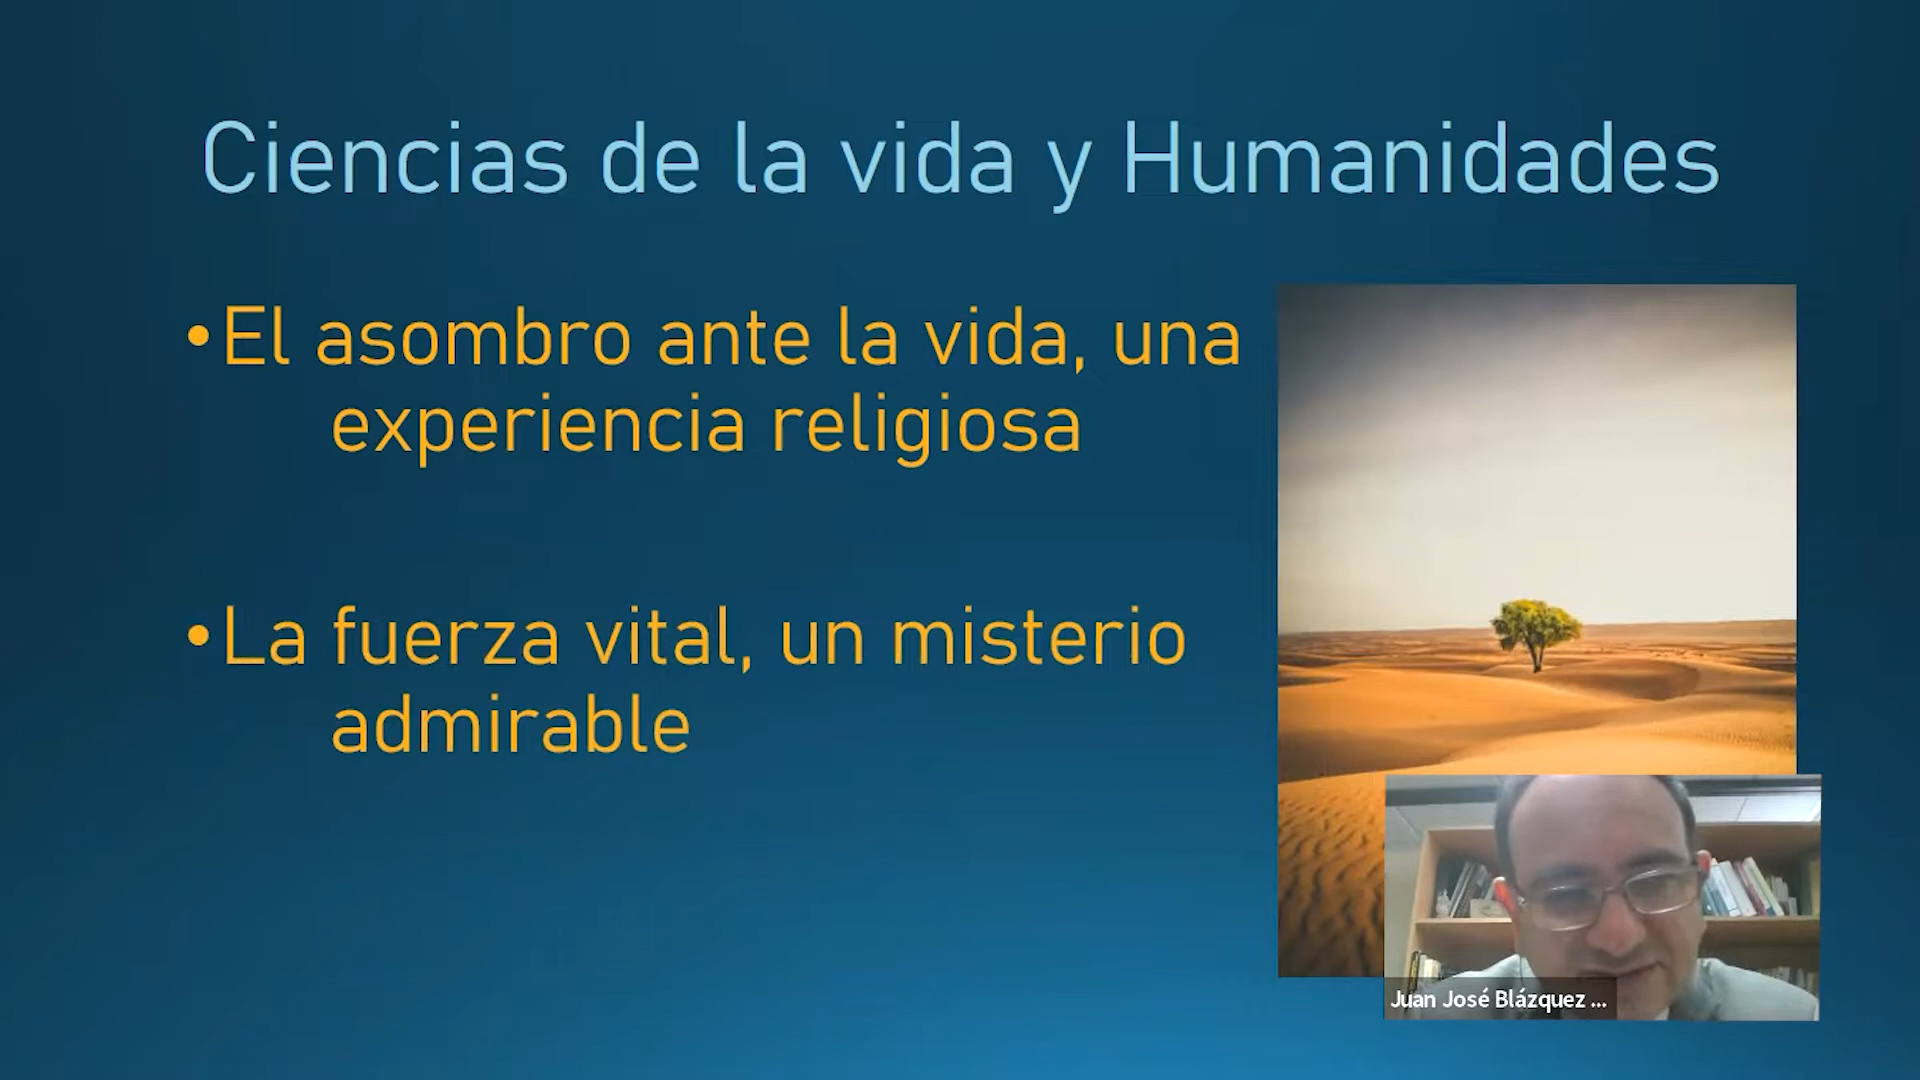 Ciencias de la vida y Humanidades
•El asombro ante la vida, una
experiencia religiosa
•La fuerza vital, un misterio
admirable
Juan José Blázquez ...